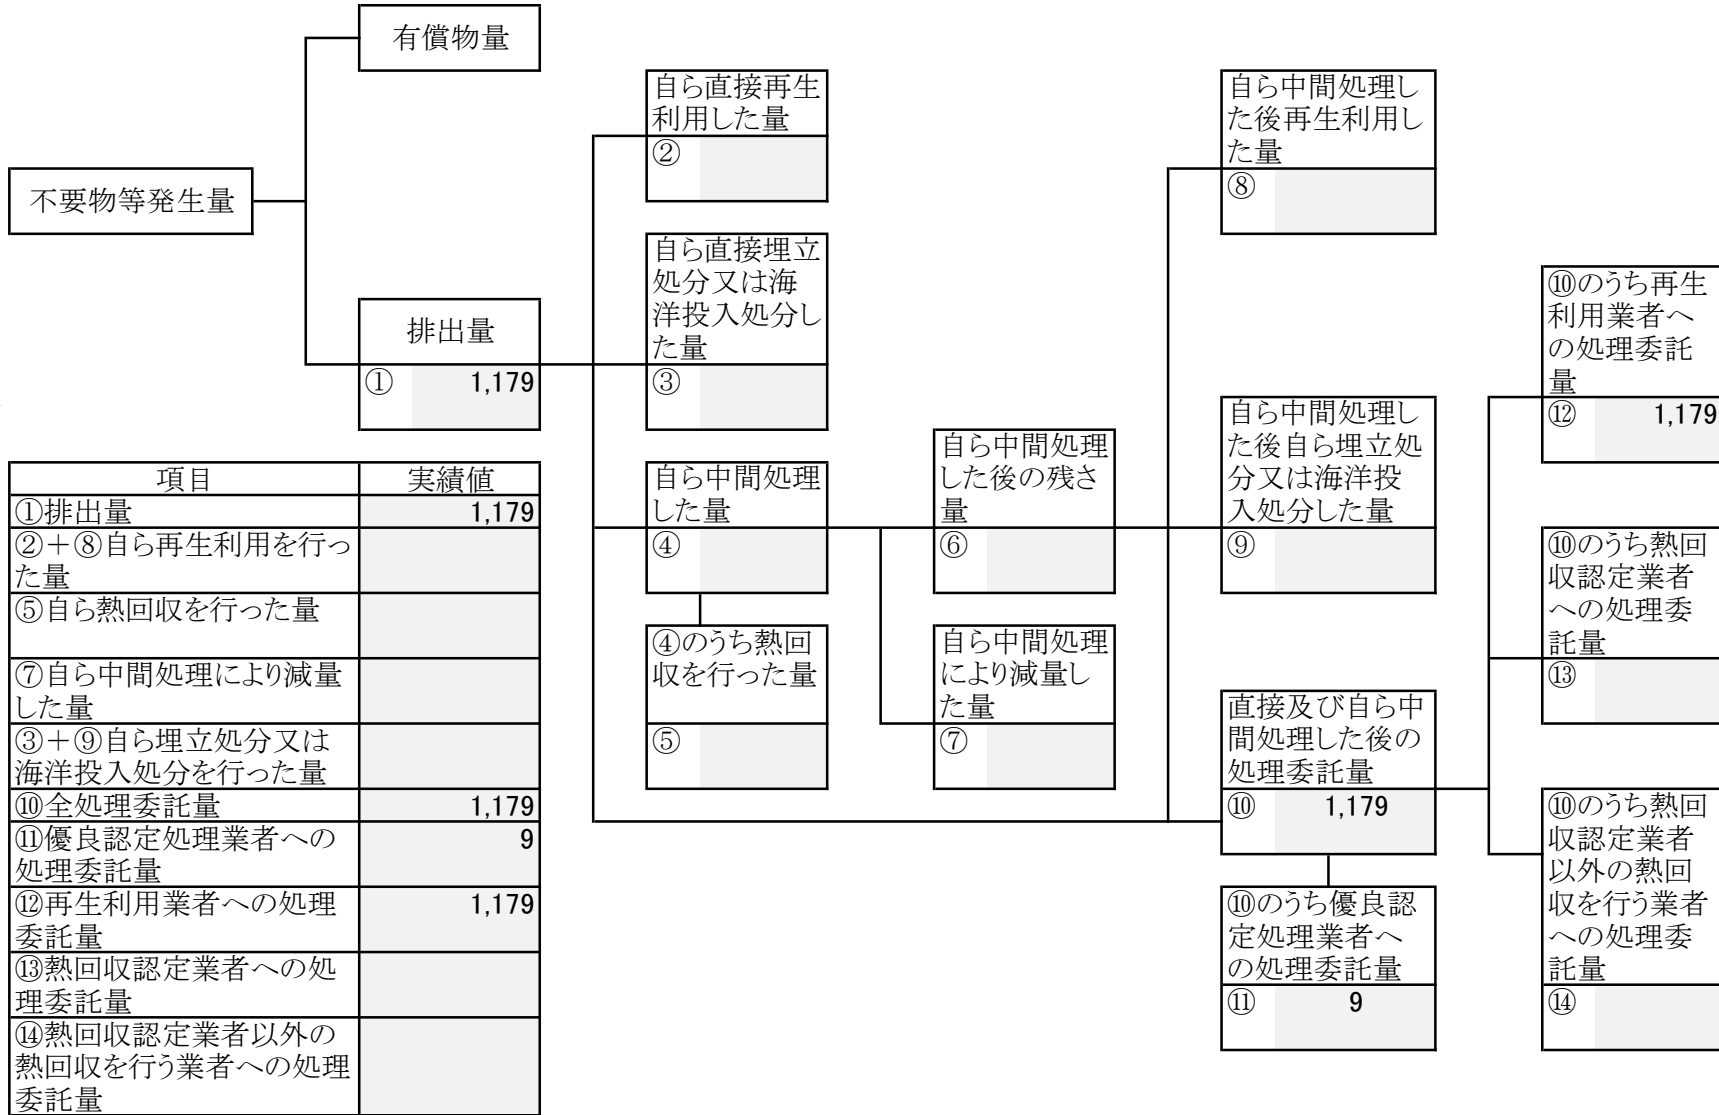 有償物量
不要物等発生量
排出量
① 1,179
自ら直接再生
利用した量
②
自ら直接埋立
処分又は海
洋投入処分し
た量
③
自ら中間処理
した量
④
④のうち熱回
収を行った量
⑤
自ら中間処理
した後の残さ
量
⑥
自ら中間処理
により減量し
た量
⑦
自ら中間処理し
た後再生利用し
た量
⑧
自ら中間処理し
た後自ら埋立処
分又は海洋投
入処分した量
⑨
直接及び自ら中
間処理した後の
処理委託量
⑩ 1,179
⑩のうち優良認
定処理業者へ
の処理委託量
⑪ 9
⑩のうち再生
利用業者へ
の処理委託
量
⑫ 1,179
⑩のうち熱回
収認定業者
への処理委
託量
⑬
⑩のうち熱回
収認定業者
以外の熱回
収を行う業者
への処理委
託量
⑭
項目 実績値
①排出量 1,179
②＋⑧自ら再生利用を行っ
た量
⑤自ら熱回収を行った量
⑦自ら中間処理により減量
した量
③＋⑨自ら埋立処分又は
海洋投入処分を行った量
⑩全処理委託量 1,179
⑪優良認定処理業者への 9
処理委託量
⑫再生利用業者への処理 1,179
委託量
⑬熱回収認定業者への処
理委託量
⑭熱回収認定業者以外の
熱回収を行う業者への処理
委託量